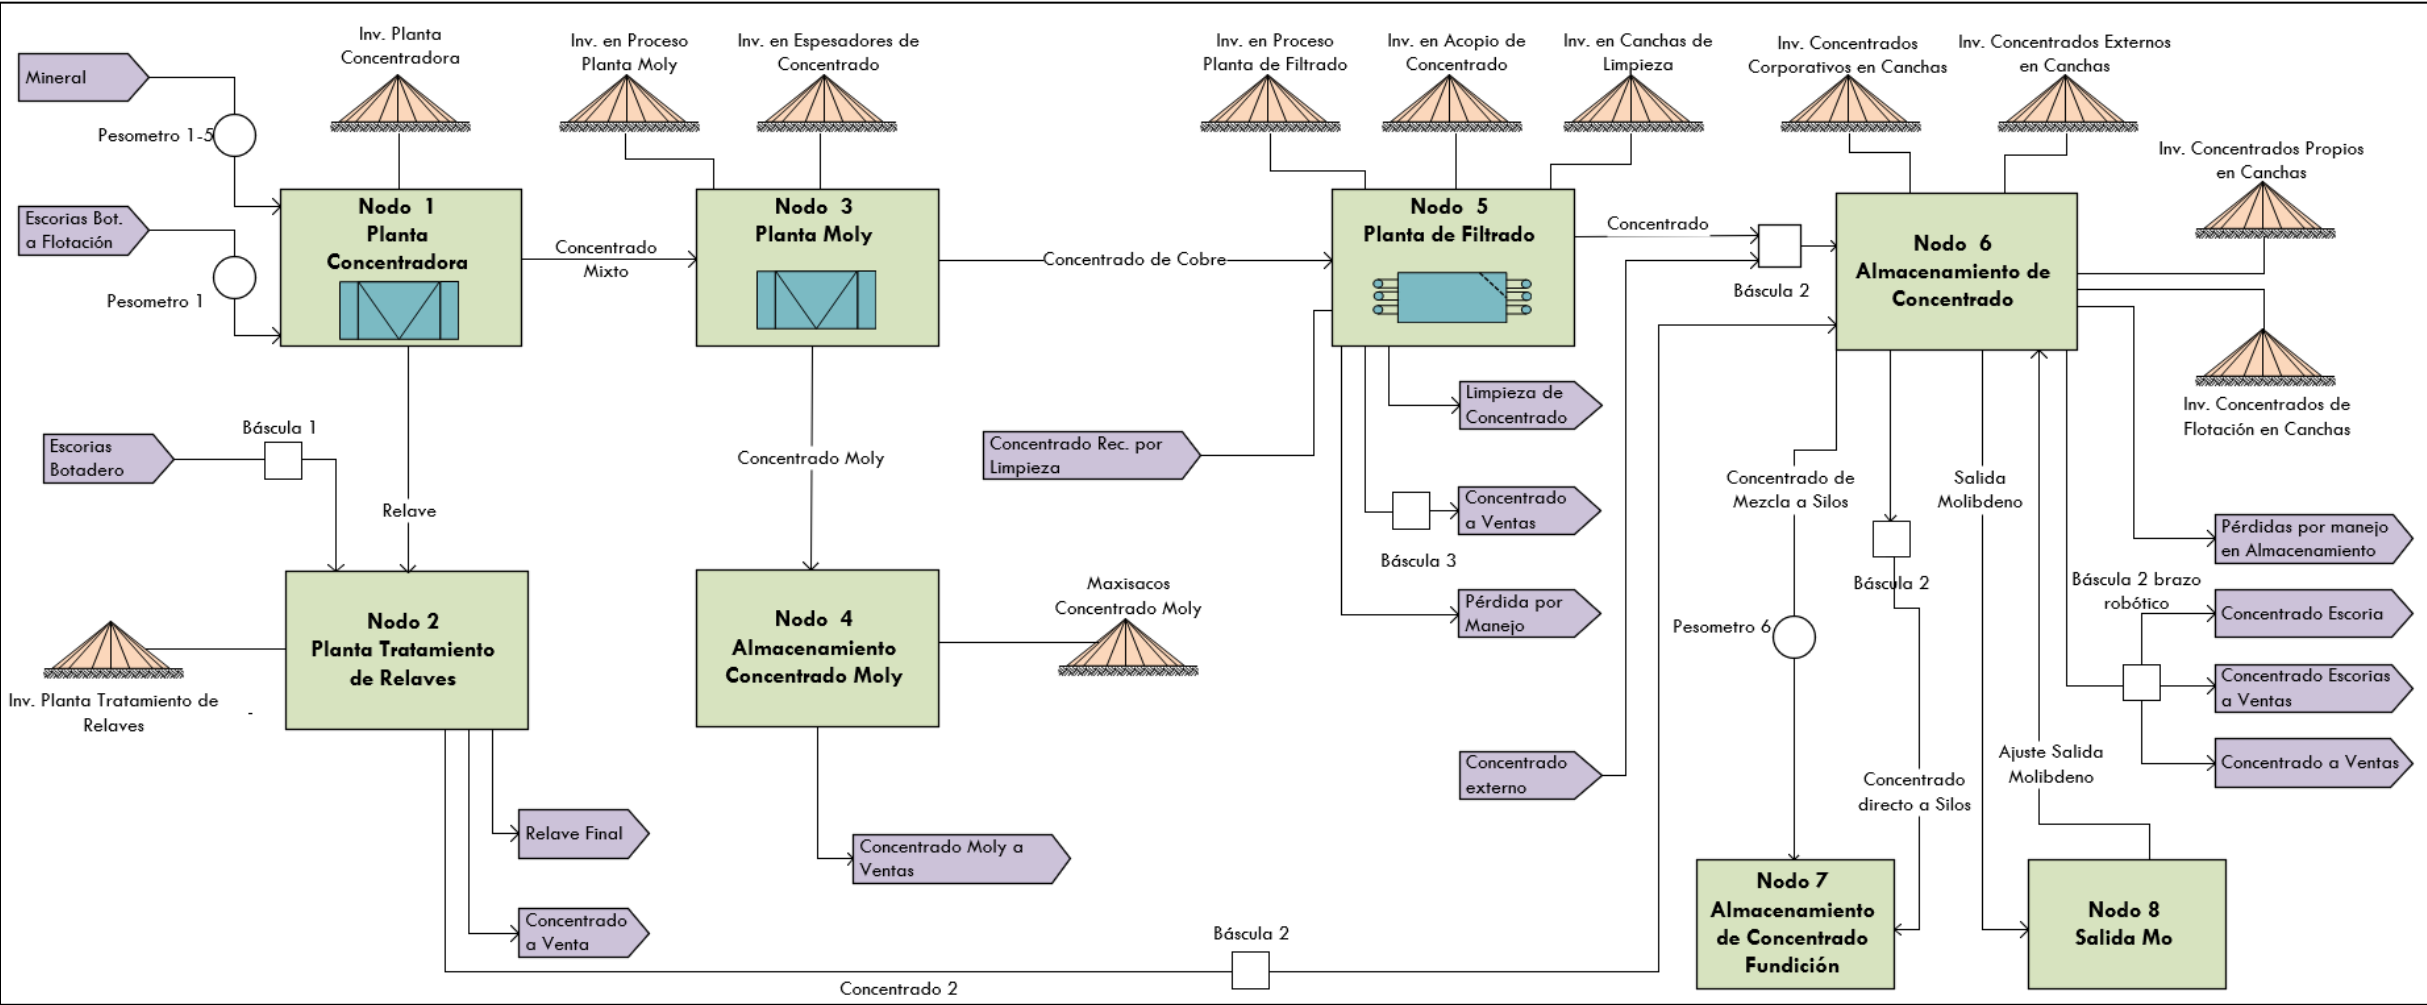 Mineral
Pesometro 1-5
Escorias Bot.
a Flotación
Pesometro 1
Inv. Planta
Concentradora
Nodo 1
Planta
Concentradora
Concentrado
Mixto
Inv. en Proceso
Planta Moly
Inv. en Espesadores de
Concentrado
Nodo 3
Planta Moly
Concentrado de Cobre
Inv. en Proceso
Planta de Filtrado
Inv. en Acopio de
Concentrado
Inv. en Canchas de
Limpieza
Nodo 5
Planta de Filtrado
Concentrado
Báscula 2
Inv. Concentrados
Corporativos en Canchas
Inv. Concentrados Externos
en Canchas
Inv. Concentrados Propios
en Canchas
Nodo 6
Almacenamiento de
Concentrado
Inv. Concentrados de
Flotación en Canchas
Escorias
Botadero
Báscula 1
Relave
Concentrado Moly
Concentrado Rec. por
Limpieza
Limpieza de
Concentrado
Concentrado
a Ventas
Báscula 3
Pérdida por
Manejo
Concentrado
externo
Concentrado de
Mezcla a Silos
Pesometro 6
Báscula 2
Concentrado
directo a Silos
Salida
Molibdeno
Ajuste Salida
Molibdeno
Pérdidas por manejo
en Almacenamiento
Báscula 2 brazo
robótico
Concentrado Escoria
Concentrado Escorias
a Ventas
Concentrado a Ventas
Inv. Planta Tratamiento de
Relaves
-
Nodo 2
Planta Tratamiento
de Relaves
Nodo 4
Almacenamiento
Concentrado Moly
Maxisacos
Concentrado Moly
Relave Final
Concentrado
a Venta
Concentrado Moly a
Ventas
Concentrado 2
Báscula 2
Nodo 7
Almacenamiento
de Concentrado
Fundición
Nodo 8
Salida Mo